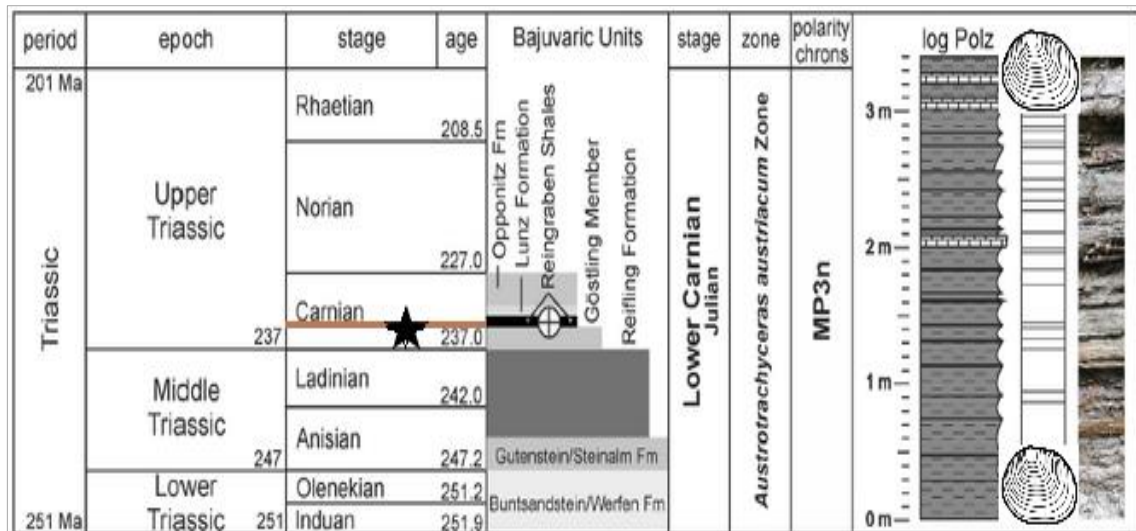 period epoch stage age Bajuvaric Units stage zone polarity chrons log Polz
201 Ma
Rhaetian
208.5
Upper
Triassic
Norian
227.0
Carnian
237
237.0
Middle
Triassic
Ladinian
242.0
Anisian
247
247.2
Lower
Triassic
Olenekian
251.2
251
Induan
251.9
251 Ma
Triassic
Opponitz Fm
Lunz Formation
Reingraben Shales
Göstling Member
Reifling Formation
Gutenstein/Steinalm Fm
Buntsandstein/Werfen Fm
Lower Carnian
Julian
Austrotrachyceras austriacum Zone
MP3n
3 m
2 m
1 m
0 m